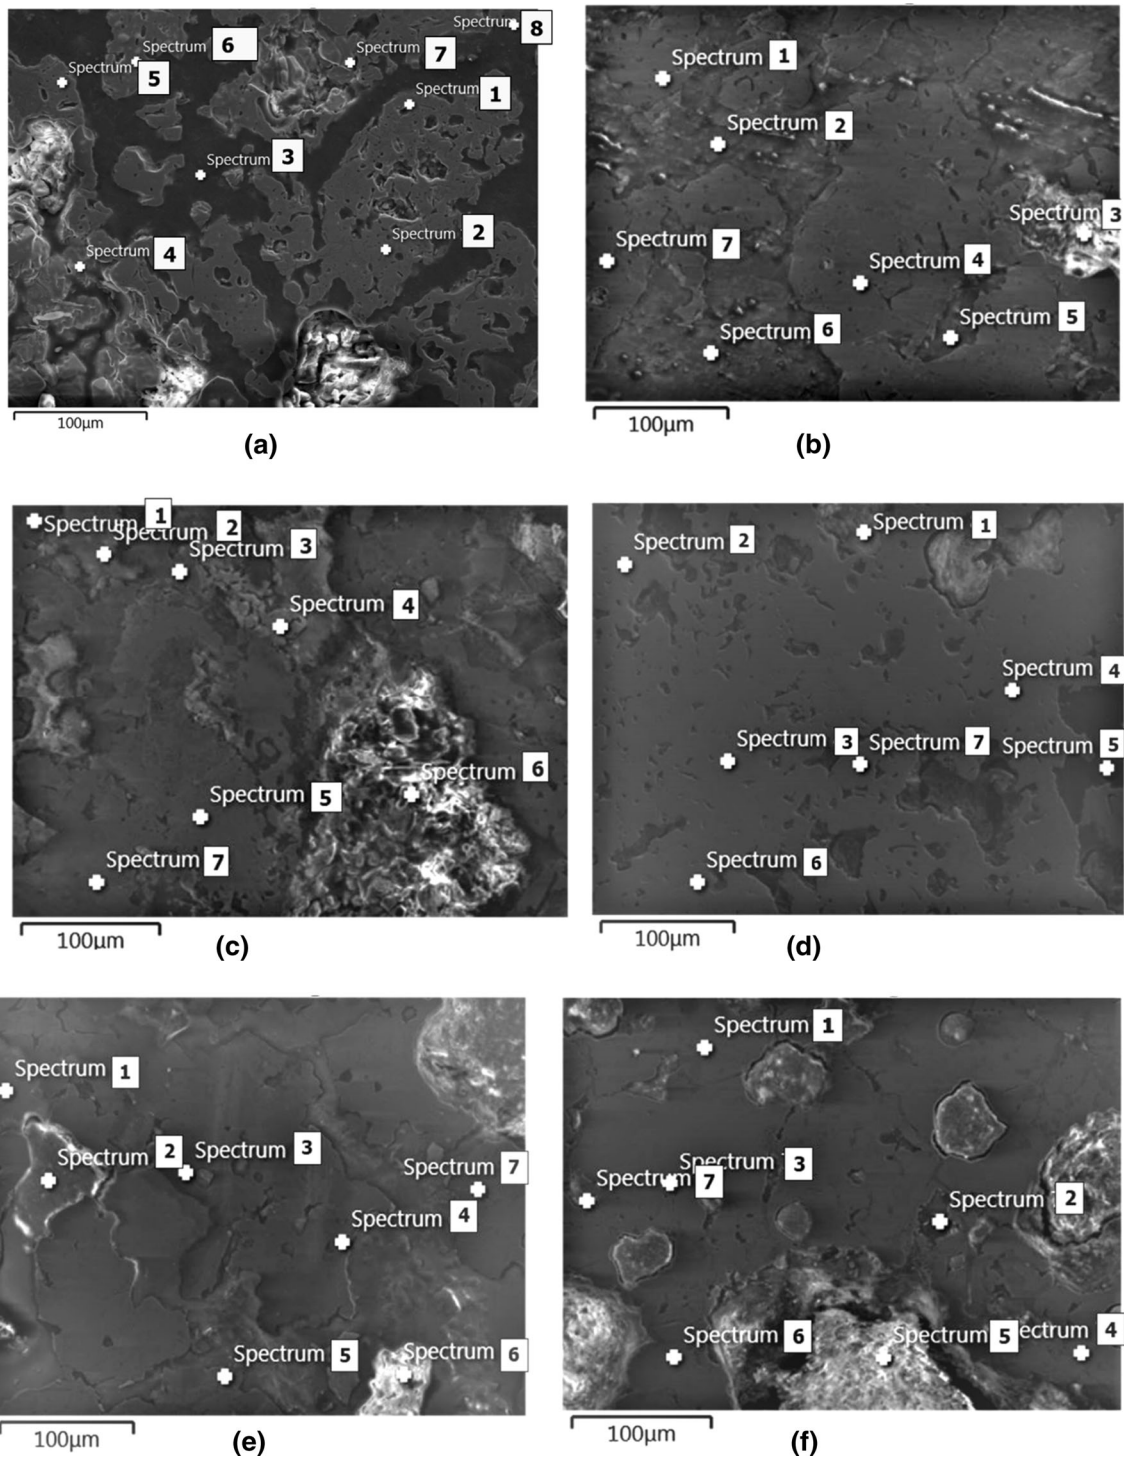 Spectrum 8
Spectrum 6
Spectrum 7
Spectrum 5
Spectrum 1
Spectrum 3
Spectrum 2
Spectrum 4
100µm
(a)
Spectrum 1
Spectrum 2
Spectrum 3
Spectrum 7
Spectrum 4
Spectrum 5
Spectrum 6
100µm
(b)
Spectrum 1
Spectrum 2
Spectrum 3
Spectrum 4
Spectrum 6
Spectrum 5
Spectrum 7
100µm
(c)
Spectrum 1
Spectrum 2
Spectrum 4
Spectrum 3
Spectrum 7
Spectrum 5
Spectrum 6
100µm
(d)
Spectrum 1
Spectrum 2
Spectrum 3
Spectrum 7
Spectrum 4
Spectrum 5
Spectrum 6
100µm
(e)
Spectrum 1
Spectrum 3
Spectrum 7
Spectrum 2
Spectrum 6
Spectrum 5
ectrum 4
100µm
(f)